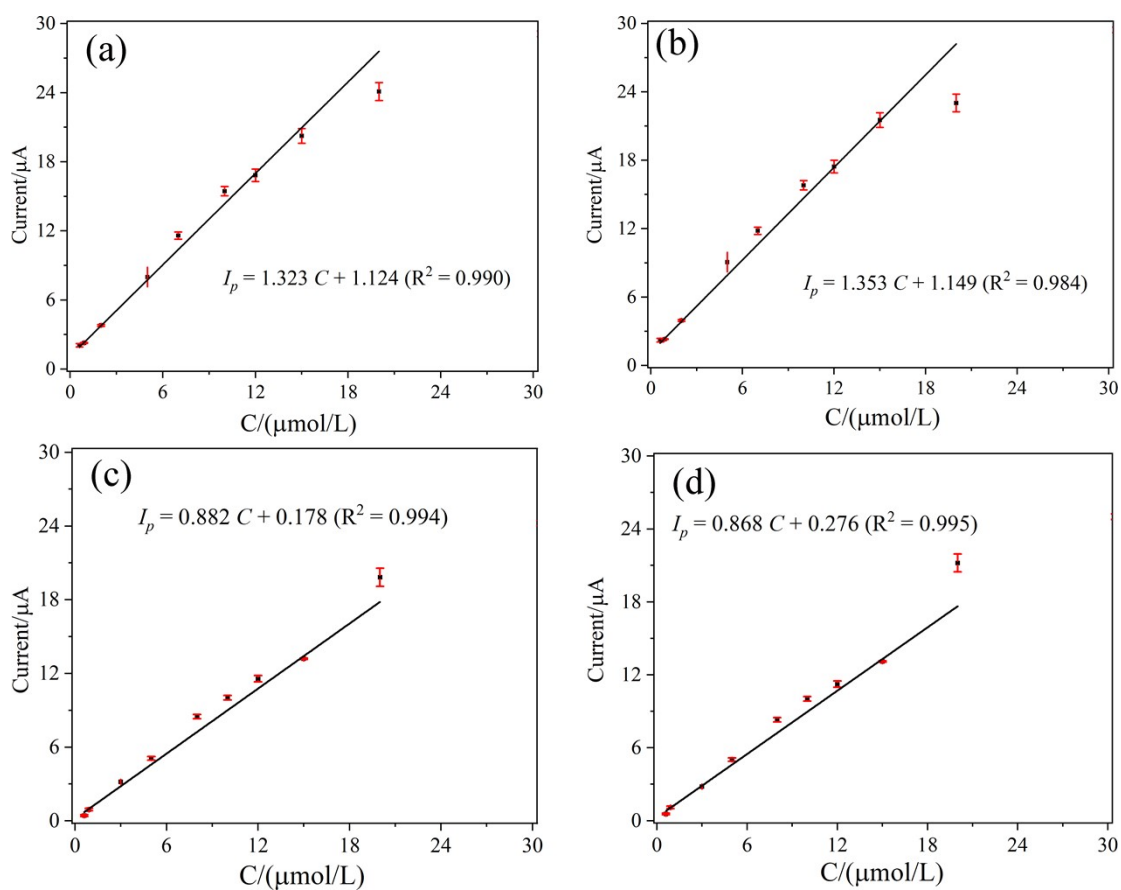 (a)
30
24
18
12
6
0
Current/μA
I_p = 1.323 C + 1.124 (R² = 0.990)
0 6 12 18 24 30
C/(μmol/L)
(b)
30
24
18
12
6
0
Current/μA
I_p = 1.353 C + 1.149 (R² = 0.984)
0 6 12 18 24 30
C/(μmol/L)
(c)
30
24
18
12
6
0
Current/μA
I_p = 0.882 C + 0.178 (R² = 0.994)
0 6 12 18 24 30
C/(μmol/L)
(d)
30
24
18
12
6
0
Current/μA
I_p = 0.868 C + 0.276 (R² = 0.995)
0 6 12 18 24 30
C/(μmol/L)